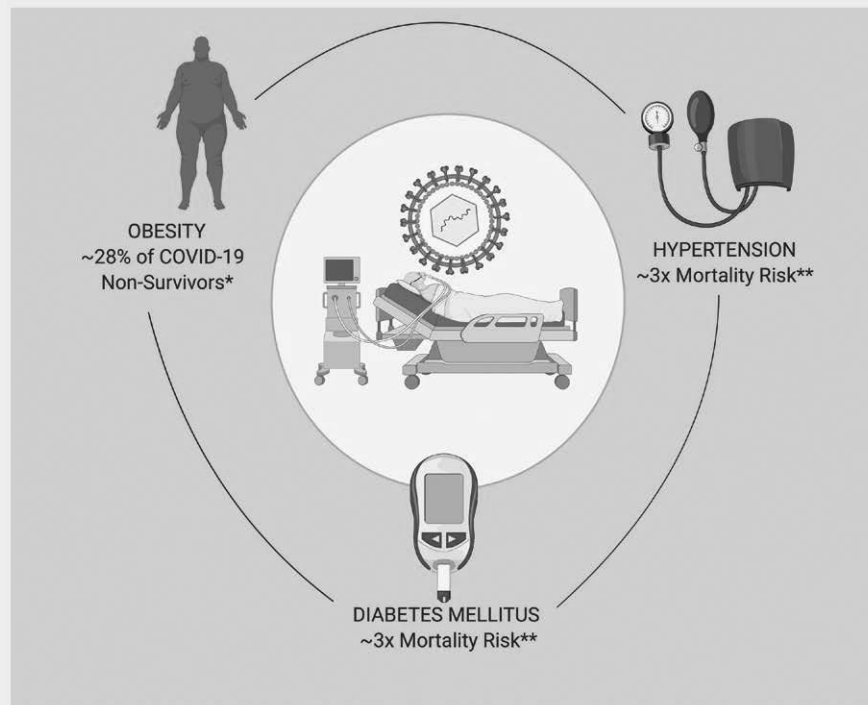 OBESITY
~28% of COVID-19
Non-Survivors*
HYPERTENSION
~3x Mortality Risk**
DIABETES MELLITUS
~3x Mortality Risk**